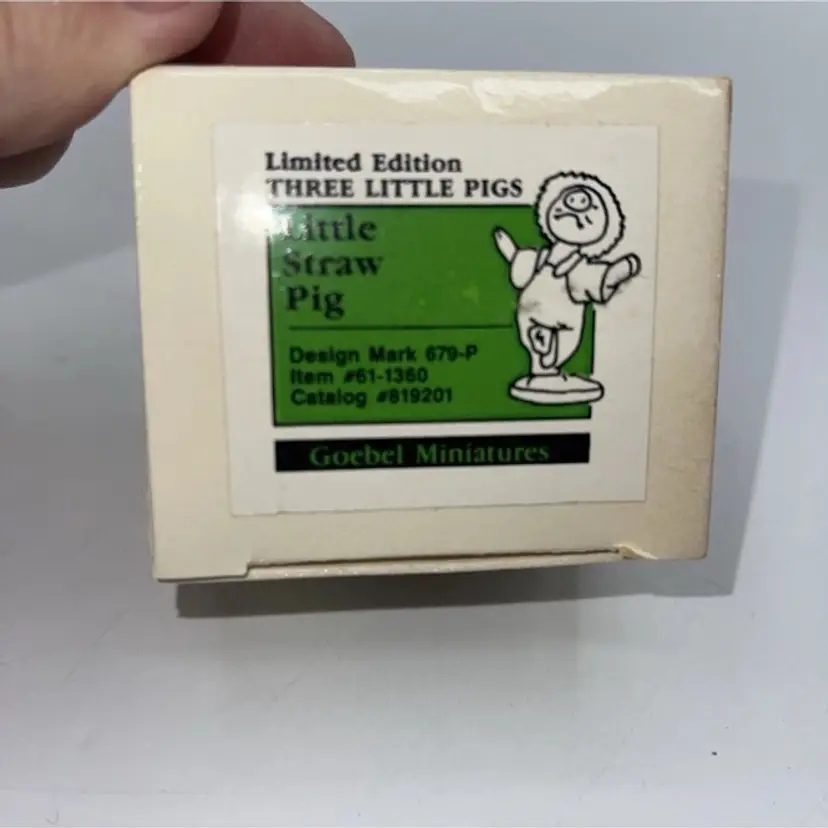 Limited Edition
THREE LITTLE PIGS
Little
Straw
Pig
Design Mark 679-P
Item #61-1360
Catalog #819201
Goebel Miniatures